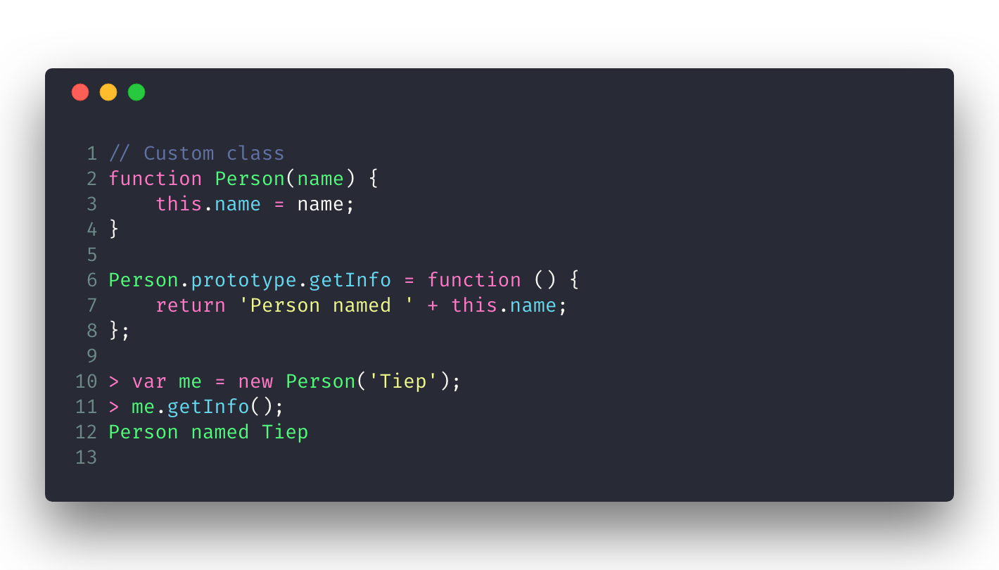 1 // Custom class
2 function Person(name) {
3     this.name = name;
4 }
5
6 Person.prototype.getInfo = function () {
7     return 'Person named ' + this.name;
8 };
9
10 > var me = new Person('Tiep');
11 > me.getInfo();
12 Person named Tiep
13